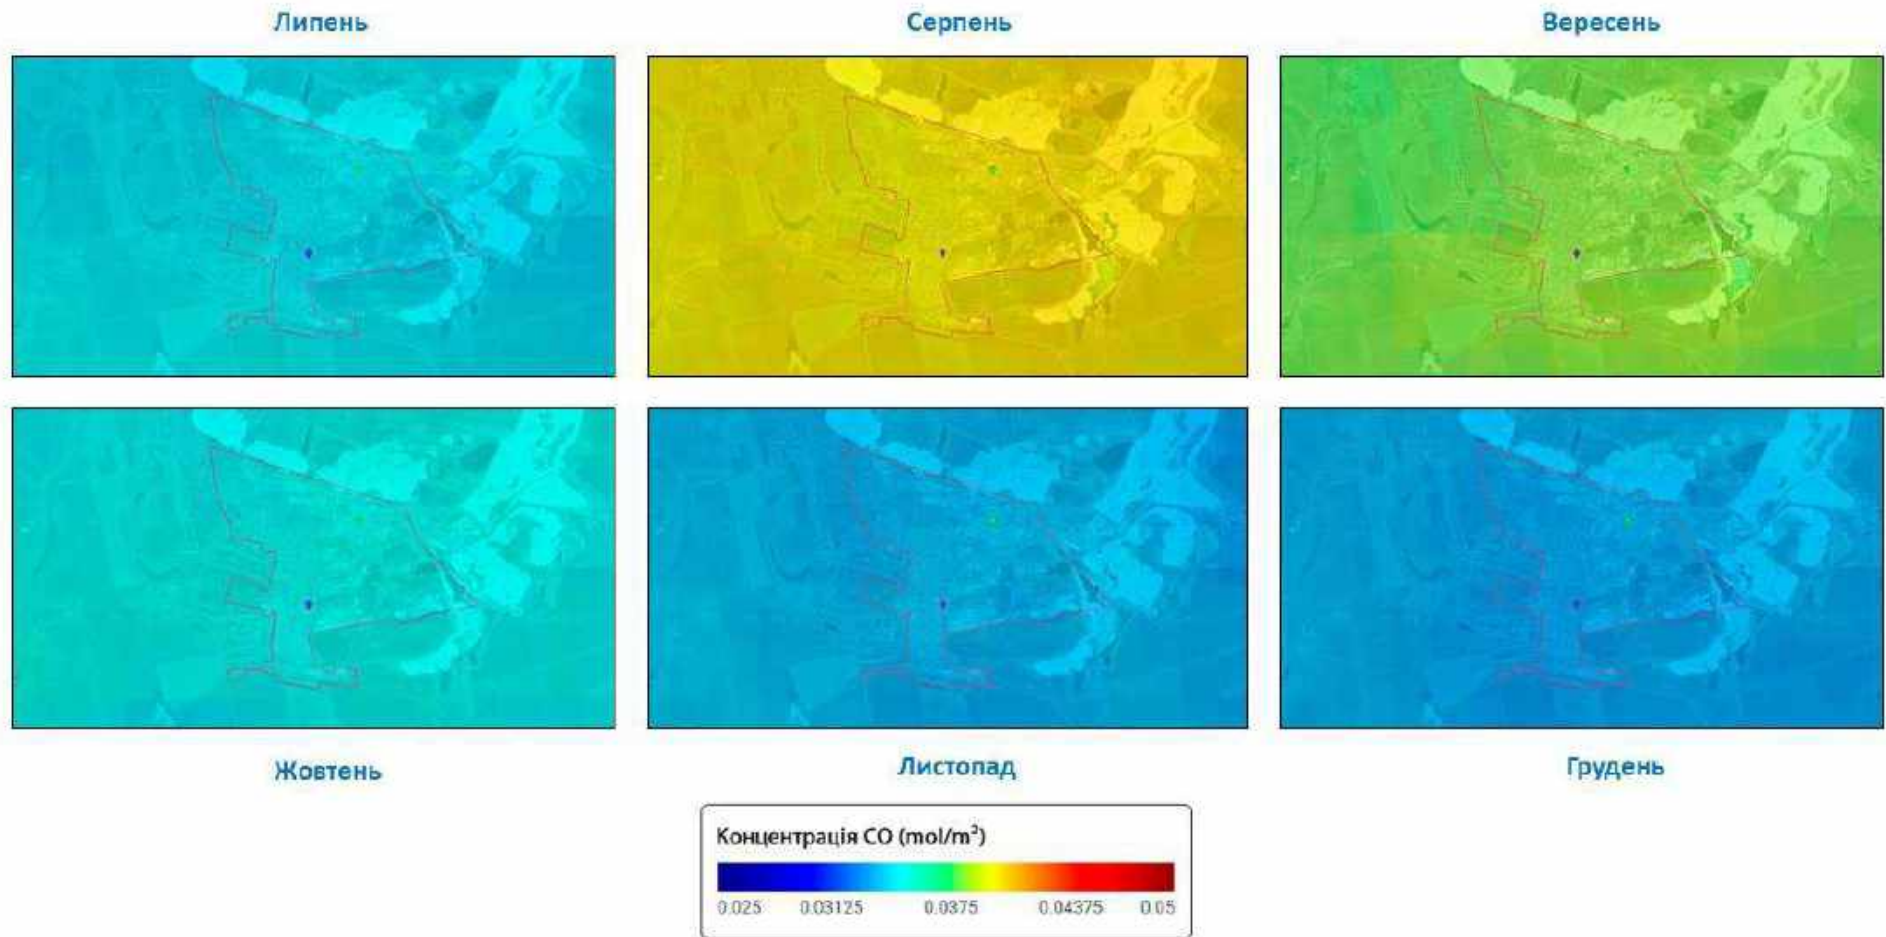 Липень
Серпень
Вересень
Жовтень
Листопад
Грудень
Концентрація CO (mol/m²)
0.025 0.03125 0.0375 0.04375 0.05